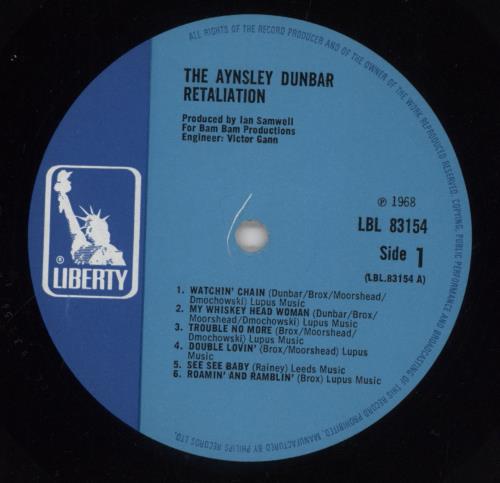 ALL RIGHTS OF THE RECORD PRODUCER AND OF THE OWNER OF THE WORK REPRODUCED RESERVED. COPYING, PUBLIC PERFORMANCE AND BROADCASTING OF THIS RECORD PROHIBITED. MANUFACTURED BY PHILIPS RECORDS LTD.
THE AYNSLEY DUNBAR
RETALIATION
Produced by Ian Samwell
For Bam Bam Productions
Engineer: Victor Gann
℗ 1968
LBL 83154
Side 1
(LBL.83154 A)
® LIBERTY
1. WATCHIN' CHAIN (Dunbar/Brox/Moorshead/
Dmochowski) Lupus Music
2. MY WHISKEY HEAD WOMAN (Dunbar/Brox/
Moorshead/Dmochowski) Lupus Music
3. TROUBLE NO MORE (Brox/Moorshead/
Dmochowski) Lupus Music
4. DOUBLE LOVIN' (Brox/Moorshead) Lupus
Music
5. SEE SEE BABY (Rainey) Leeds Music
6. ROAMIN' AND RAMBLIN' (Brox) Lupus Music